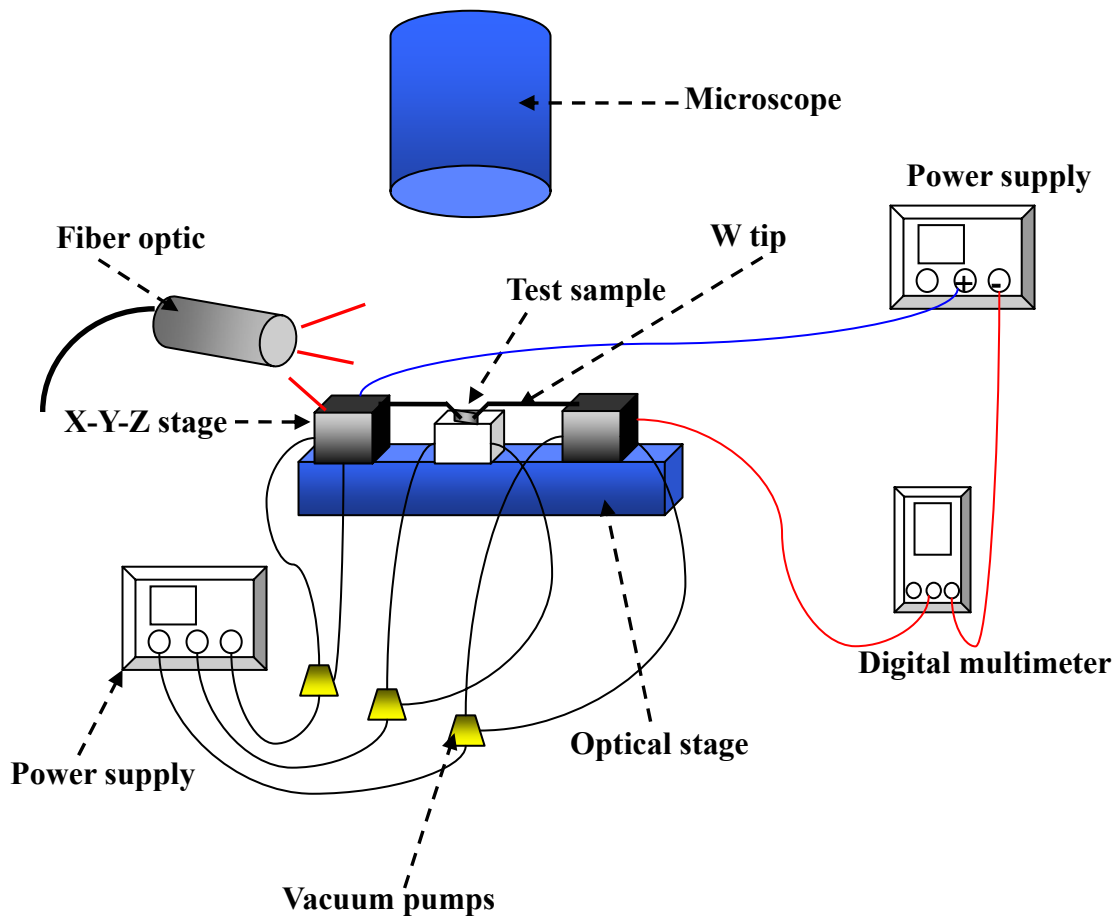 Microscope
Power supply
Fiber optic
W tip
Test sample
+
-
X-Y-Z stage
Digital multimeter
Optical stage
Power supply
Vacuum pumps